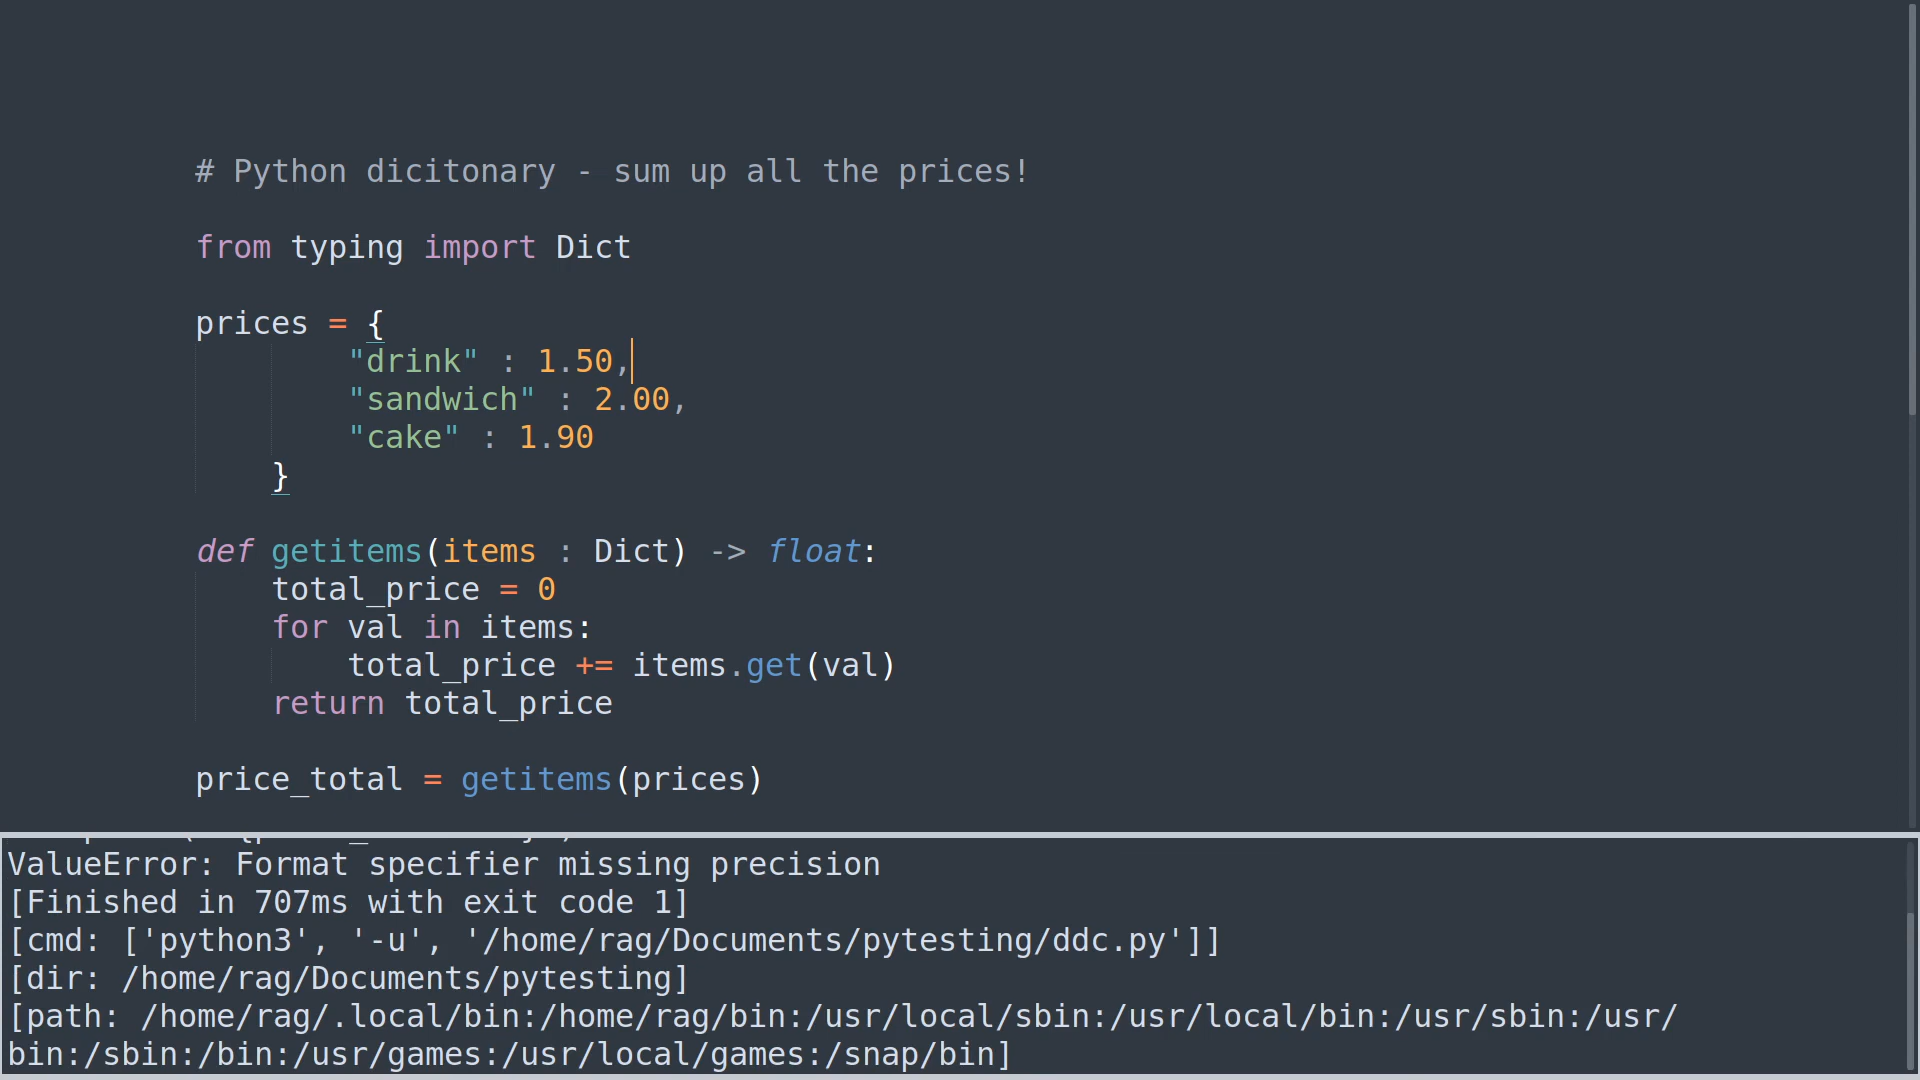 # Python dicitonary - sum up all the prices!
from typing import Dict
prices = {
"drink" : 1.50,
"sandwich" : 2.00,
"cake" : 1.90
}
def getitems(items : Dict) -> float:
total_price = 0
for val in items:
total_price += items.get(val)
return total_price
price_total = getitems(prices)
ValueError: Format specifier missing precision
[Finished in 707ms with exit code 1]
[cmd: ['python3', '-u', '/home/rag/Documents/pytesting/ddc.py']]
[dir: /home/rag/Documents/pytesting]
[path: /home/rag/.local/bin:/home/rag/bin:/usr/local/sbin:/usr/local/bin:/usr/sbin:/usr/
bin:/sbin:/bin:/usr/games:/usr/local/games:/snap/bin]